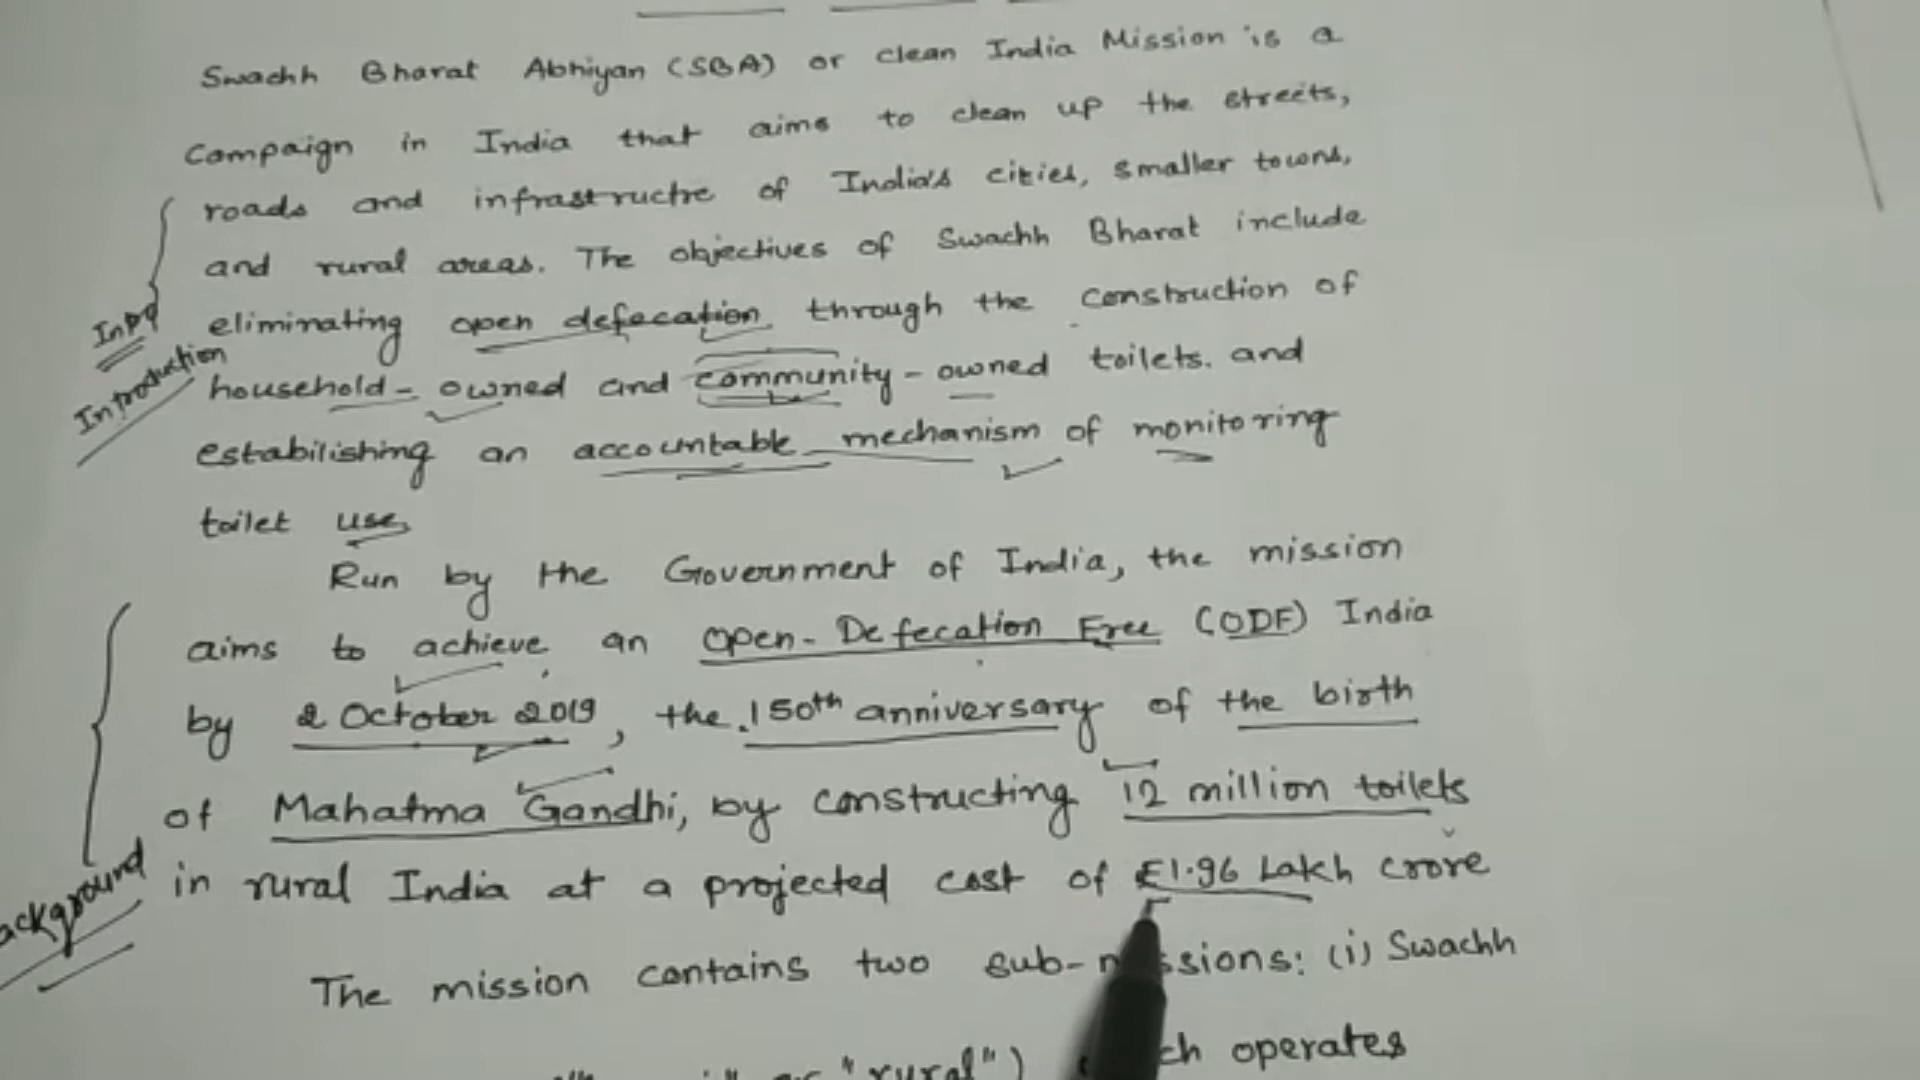 Swachh Bharat Abhiyan (SBA) or clean India Mission is a
campaign in India that aims to clean up the streets,
roads and infrastructre of India's cities, smaller towns,
and rural areas. The objectives of Swachh Bharat include
eliminating open defecation through the construction of
household - owned and community - owned toilets. and
estabilishing an accountable mechanism of monitoring
toilet use.
Introduction
Run by the Government of India, the mission
aims to achieve an open - Defecation Free (ODF) India
by 2 October 2019, the 150th anniversary of the birth
of Mahatma Gandhi, by constructing 12 million toilets
in rural India at a projected cost of £1.96 Lakh crore
ackground
The mission contains two sub- ssions: (i) Swachh
"rural") ch operates